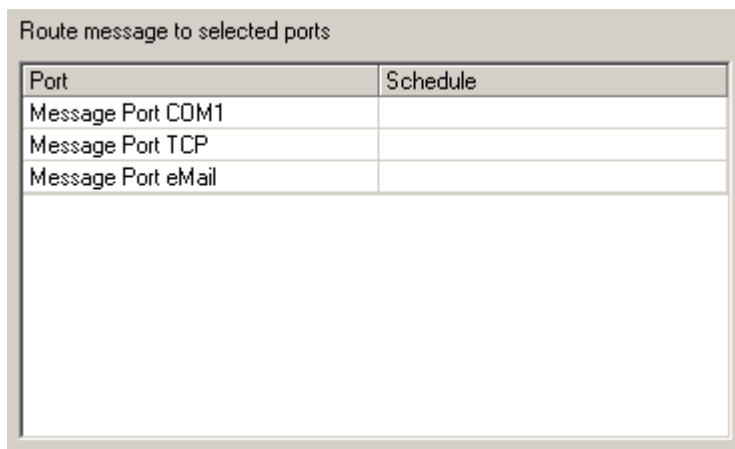 Route message to selected ports
Port Schedule
Message Port COM1
Message Port TCP
Message Port eMail